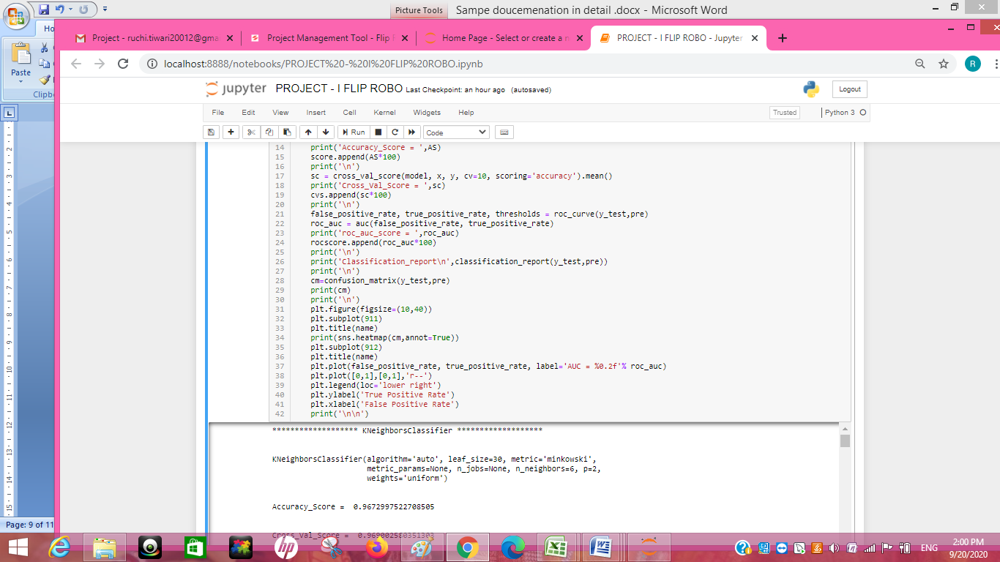 Picture Tools Sampe doucemenation in detail .docx - Microsoft Word
Ho
Project - ruchi.tiwari20012@gma
Project Management Tool - Flip
Home Page - Select or create a n
PROJECT - I FLIP ROBO - Jupyter
Paste
Clipb
localhost:8888/notebooks/PROJECT%20-%20I%20FLIP%20ROBO.ipynb
R
jupyter PROJECT - I FLIP ROBO Last Checkpoint: an hour ago (autosaved)
Logout
File Edit View Insert Cell Kernel Widgets Help
Trusted
Python 3
Run
Code
14 print('Accuracy_Score = ',AS)
15 score.append(AS*100)
16 print('\n')
17 sc = cross_val_score(model, x, y, cv=10, scoring='accuracy').mean()
18 print('Cross_Val_Score = ',sc)
19 cvs.append(sc*100)
20 print('\n')
21 false_positive_rate, true_positive_rate, thresholds = roc_curve(y_test,pre)
22 roc_auc = auc(false_positive_rate, true_positive_rate)
23 print('roc_auc_score = ',roc_auc)
24 rocscore.append(roc_auc*100)
25 print('\n')
26 print('Classification_report\n',classification_report(y_test,pre))
27 print('\n')
28 cm=confusion_matrix(y_test,pre)
29 print(cm)
30 print('\n')
31 plt.figure(figsize=(10,40))
32 plt.subplot(911)
33 plt.title(name)
34 print(sns.heatmap(cm,annot=True))
35 plt.subplot(912)
36 plt.title(name)
37 plt.plot(false_positive_rate, true_positive_rate, label='AUC = %0.2f'% roc_auc)
38 plt.plot([0,1],[0,1],'r--')
39 plt.legend(loc='lower right')
40 plt.ylabel('True Positive Rate')
41 plt.xlabel('False Positive Rate')
42 print('\n\n')
******************* KNeighborsClassifier *******************
KNeighborsClassifier(algorithm='auto', leaf_size=30, metric='minkowski',
metric_params=None, n_jobs=None, n_neighbors=6, p=2,
weights='uniform')
Accuracy_Score = 0.9672997522708505
Cross_Val_Score = 0.969002580351303
Page: 9 of 11
hp
ENG
2:00 PM
9/20/2020